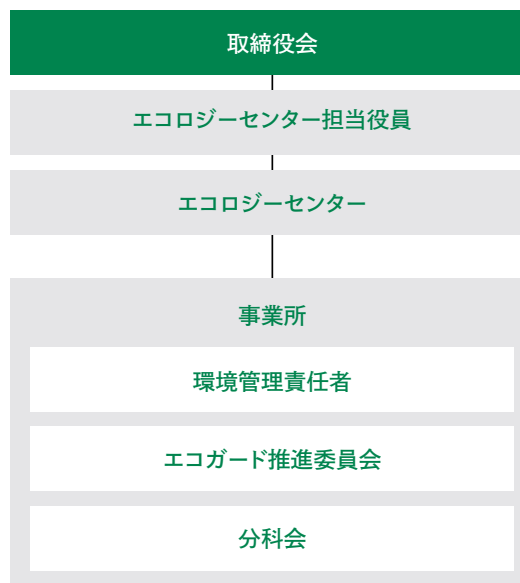 取締役会
エコロジーセンター担当役員
エコロジーセンター
事業所
環境管理責任者
エコガード推進委員会
分科会